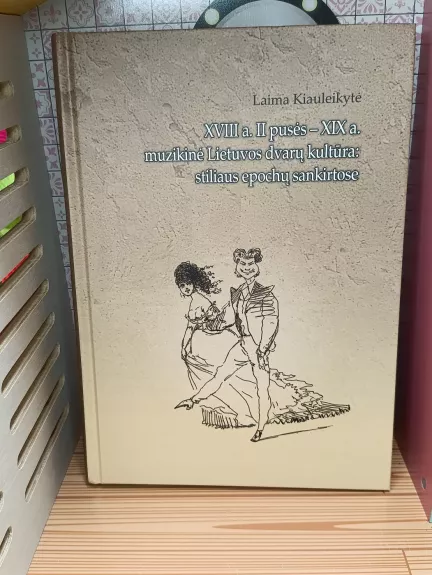 Laima Kiauleikytė
XVIII a. II pusės – XIX a.
muzikinė Lietuvos dvarų kultūra:
stiliaus epochų sankirtose